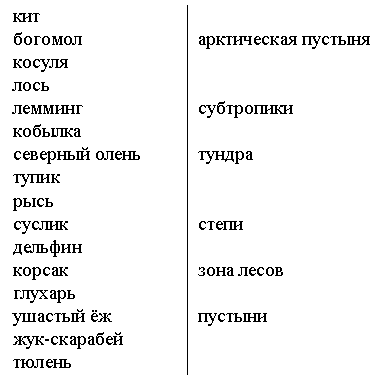 кит
богомол арктическая пустыня
косуля
лось
лемминг субтропики
кобылка
северный олень тундра
тупик
рысь
суслик степи
дельфин
корсак зона лесов
глухарь
ушастый ёж пустыни
жук-скарабей
тюлень